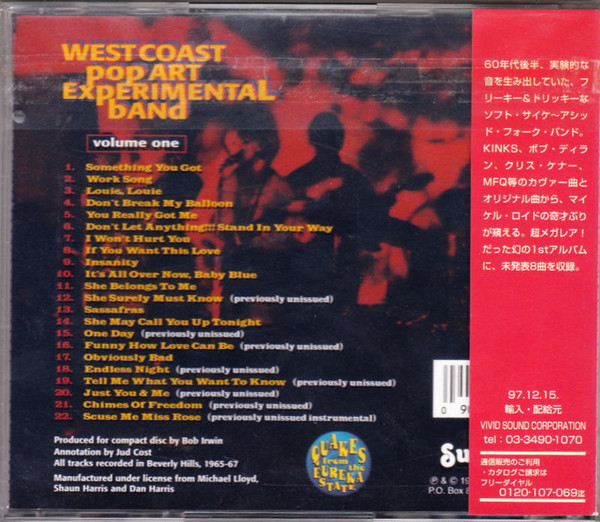 WEST COAST
POP ART
EXPERIMENTAL
BAND
volume one
1. Something You Got
2. Work Song
3. Louie, Louie
4. Don't Break My Balloon
5. You Really Got Me
6. Don't Let Anything!!! Stand In Your Way
7. I Won't Hurt You
8. If You Want This Love
9. Insanity
10. It's All Over Now, Baby Blue
11. She Belongs To Me
12. She Surely Must Know (previously unissued)
13. Sassafras
14. She May Call You Up Tonight
15. One Day (previously unissued)
16. Funny How Love Can Be (previously unissued)
17. Obviously Bad
18. Endless Night (previously unissued)
19. Tell Me What You Want To Know (previously unissued)
20. Just You & Me (previously unissued)
21. Chimes Of Freedom (previously unissued)
22. Scuse Me Miss Rose (previously unissued instrumental)
Produced for compact disc by Bob Irwin
Annotation by Jud Cost
All tracks recorded in Beverly Hills, 1965-67
Manufactured under license from Michael Lloyd,
Shaun Harris and Dan Harris
QUAKES
from the
EUREKA
STATE
0 90
Su
℗ © 19
P.O. Box 8
60年代後半、実験的な
音を生み出していた、フ
リーキー&ドリッキーな
ソフト・サイケ〜アシッ
ド・フォーク・バンド。
KINKS、ボブ・ディラ
ン、クリス・ケナー、
MFQ等のカヴァー曲と
オリジナル曲から、マイ
ケル・ロイドの奇才ぶり
が窺える。超メガレア!
だった幻の1stアルバム
に、未発表8曲を収録。
97.12.15.
輸入・配給元
VIVID SOUND CORPORATION
tel : 03-3490-1070
通信販売のご利用
・カタログご請求は
フリーダイヤル
0120-107-069迄